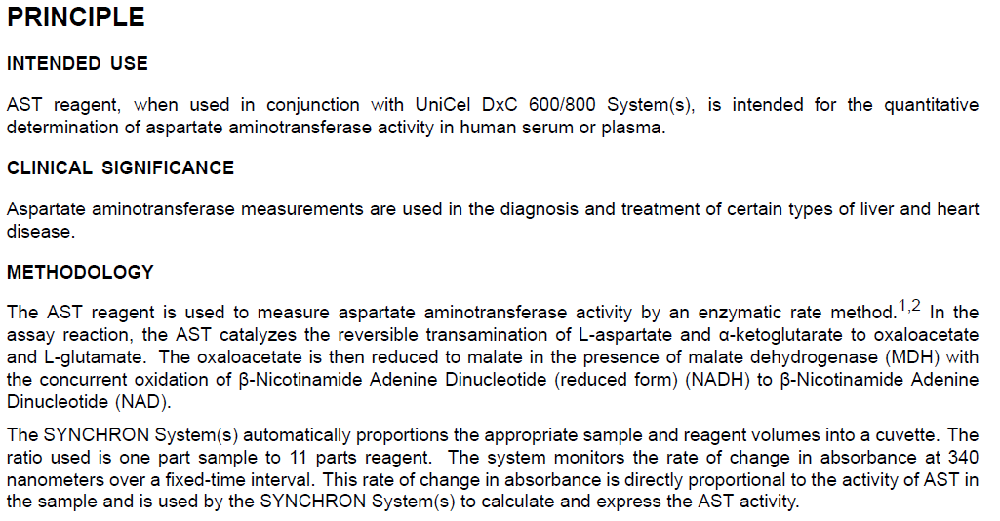 PRINCIPLE
INTENDED USE
AST reagent, when used in conjunction with UniCel DxC 600/800 System(s), is intended for the quantitative
determination of aspartate aminotransferase activity in human serum or plasma.
CLINICAL SIGNIFICANCE
Aspartate aminotransferase measurements are used in the diagnosis and treatment of certain types of liver and heart
disease.
METHODOLOGY
The AST reagent is used to measure aspartate aminotransferase activity by an enzymatic rate method.1,2 In the
assay reaction, the AST catalyzes the reversible transamination of L-aspartate and α-ketoglutarate to oxaloacetate
and L-glutamate. The oxaloacetate is then reduced to malate in the presence of malate dehydrogenase (MDH) with
the concurrent oxidation of β-Nicotinamide Adenine Dinucleotide (reduced form) (NADH) to β-Nicotinamide Adenine
Dinucleotide (NAD).
The SYNCHRON System(s) automatically proportions the appropriate sample and reagent volumes into a cuvette. The
ratio used is one part sample to 11 parts reagent. The system monitors the rate of change in absorbance at 340
nanometers over a fixed-time interval. This rate of change in absorbance is directly proportional to the activity of AST in
the sample and is used by the SYNCHRON System(s) to calculate and express the AST activity.